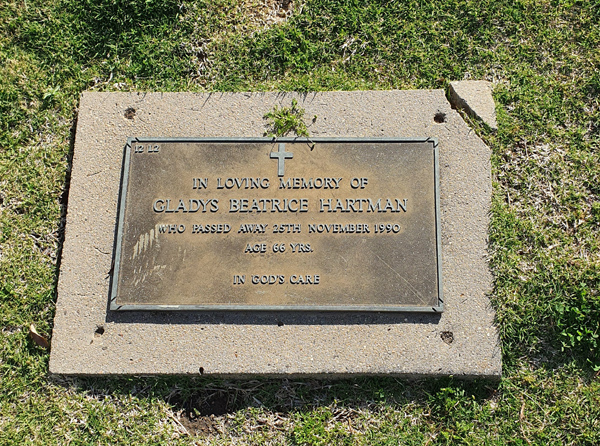 12 12
IN LOVING MEMORY OF
GLADYS BEATRICE HARTMAN
WHO PASSED AWAY 25TH NOVEMBER 1990
AGE 66 YRS.
IN GOD'S CARE